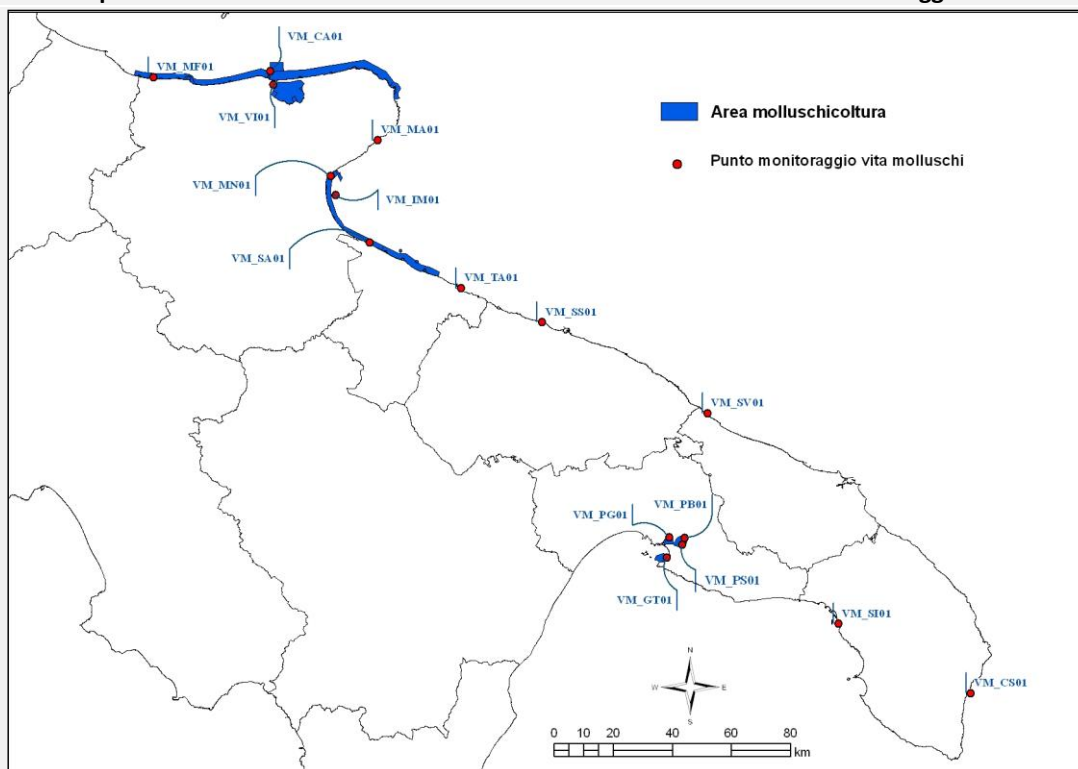 VM_CA01
VM_MF01
VM_VI01
Area molluschicoltura
VM_MA01
Punto monitoraggio vita molluschi
VM_MN01
VM_IM01
VM_SA01
VM_TA01
VM_SS01
VM_SV01
VM_PB01
VM_PG01
VM_PS01
VM_GT01
VM_SI01
N
W
E
S
VM_CS01
0 10 20 40 60 80
km